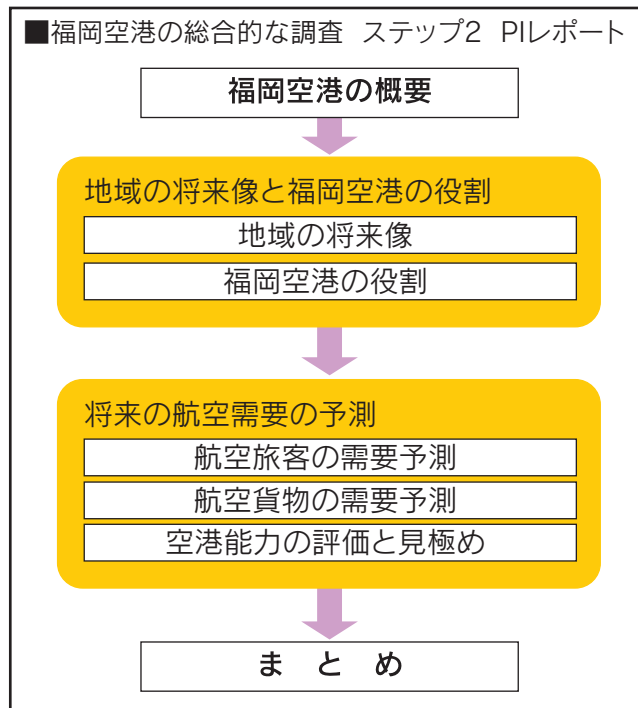 ■福岡空港の総合的な調査 ステップ2 PIレポート
福岡空港の概要
地域の将来像と福岡空港の役割
地域の将来像
福岡空港の役割
将来の航空需要の予測
航空旅客の需要予測
航空貨物の需要予測
空港能力の評価と見極め
まとめ